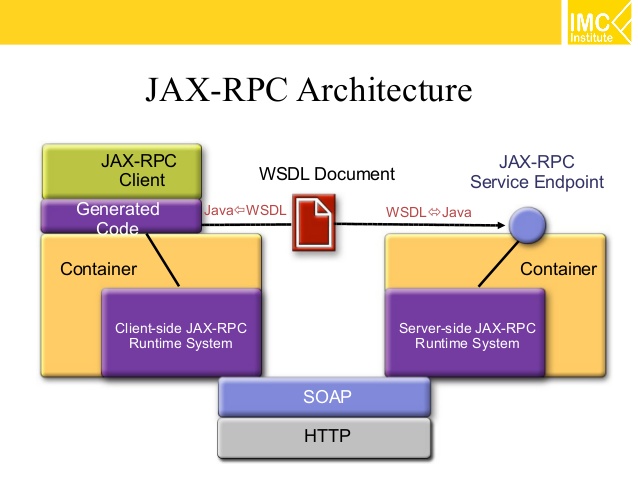 IMC
Institute
JAX-RPC Architecture
JAX-RPC
Client
Generated
Code
WSDL Document
JAX-RPC
Service Endpoint
Java⇦WSDL
WSDL⬄Java
Container
Container
Client-side JAX-RPC
Runtime System
Server-side JAX-RPC
Runtime System
SOAP
HTTP